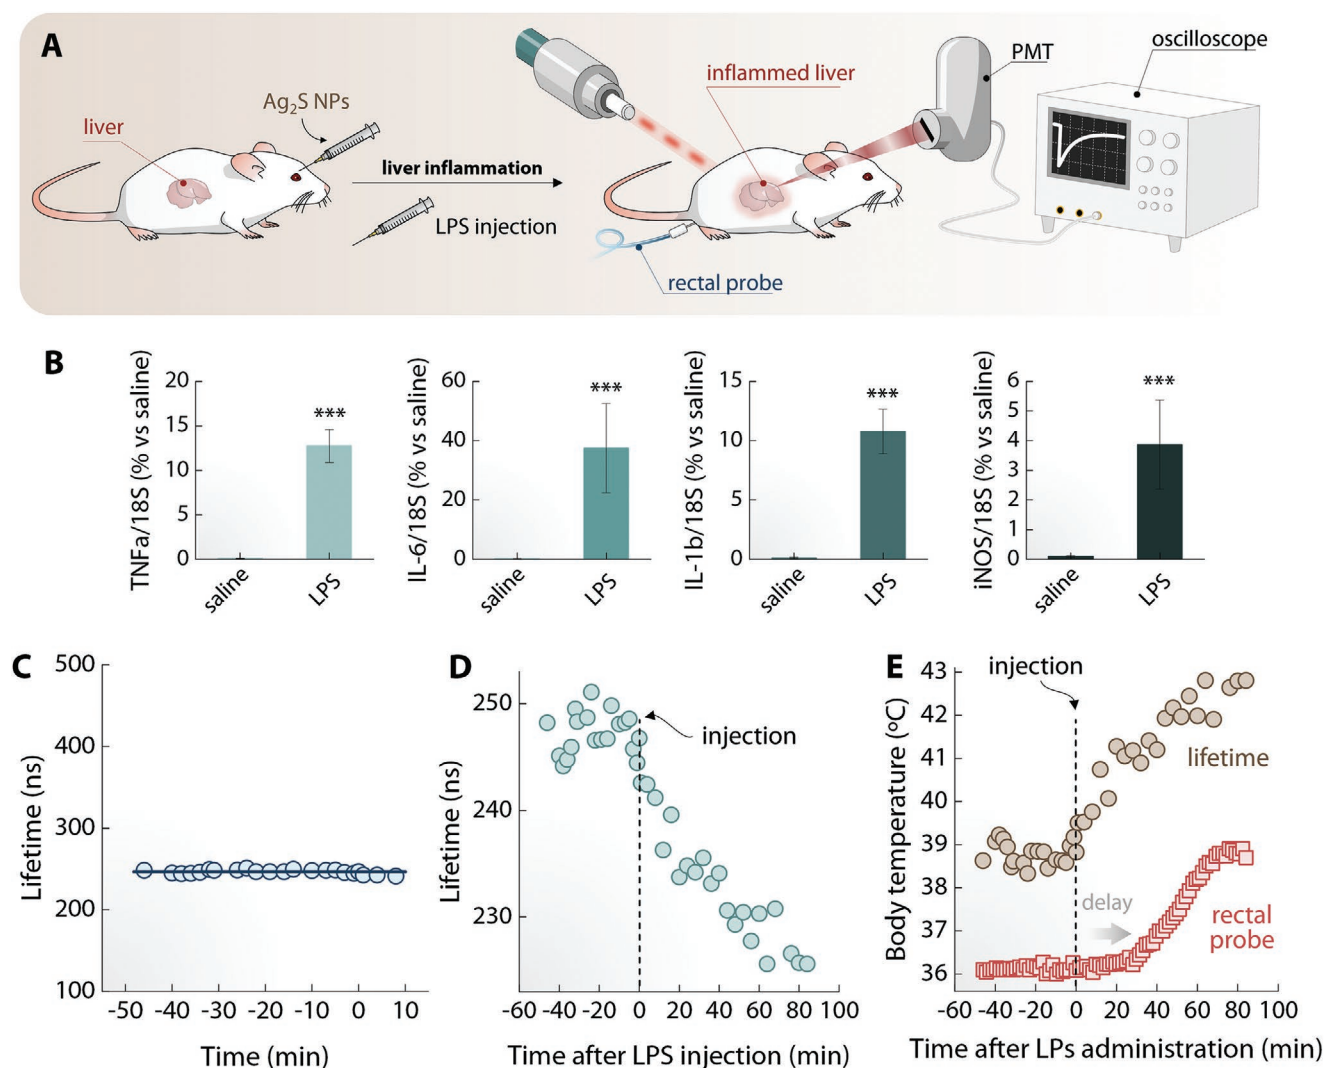 A
Ag₂S NPs
liver
liver inflammation
LPS injection
inflammed liver
rectal probe
PMT
oscilloscope
B
TNFa/18S (% vs saline)
20
15
10
5
0
saline
LPS
***
IL-6/18S (% vs saline)
60
40
20
0
saline
LPS
***
IL-1b/18S (% vs saline)
15
10
5
0
saline
LPS
***
iNOS/18S (% vs saline)
6
5
4
3
2
1
0
saline
LPS
***
C
Lifetime (ns)
500
400
300
200
100
-50 -40 -30 -20 -10 0 10
Time (min)
D
Lifetime (ns)
250
240
230
injection
-60 -40 -20 0 20 40 60 80 100
Time after LPS injection (min)
E
Body temperature (ºC)
43
42
41
40
39
38
37
36
injection
lifetime
delay
rectal
probe
-60 -40 -20 0 20 40 60 80 100
Time after LPs administration (min)